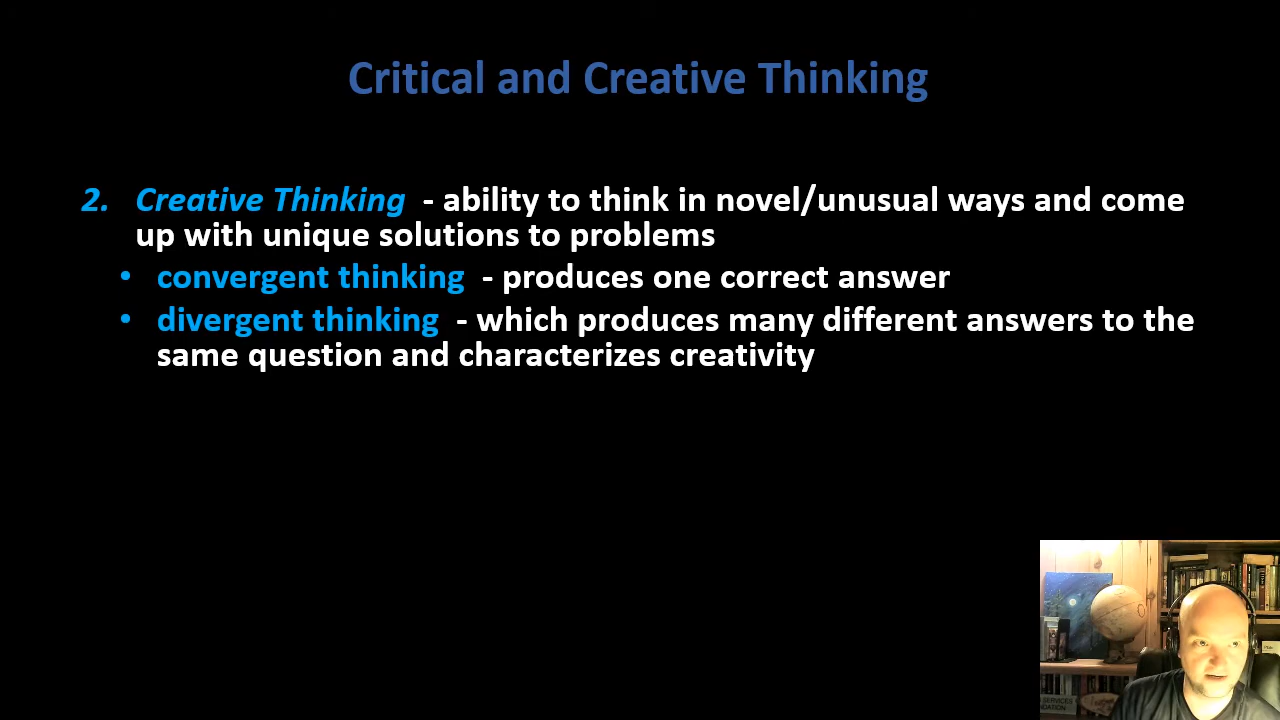 Critical and Creative Thinking
2. Creative Thinking - ability to think in novel/unusual ways and come
up with unique solutions to problems
• convergent thinking - produces one correct answer
• divergent thinking - which produces many different answers to the
same question and characterizes creativity
SERVICES